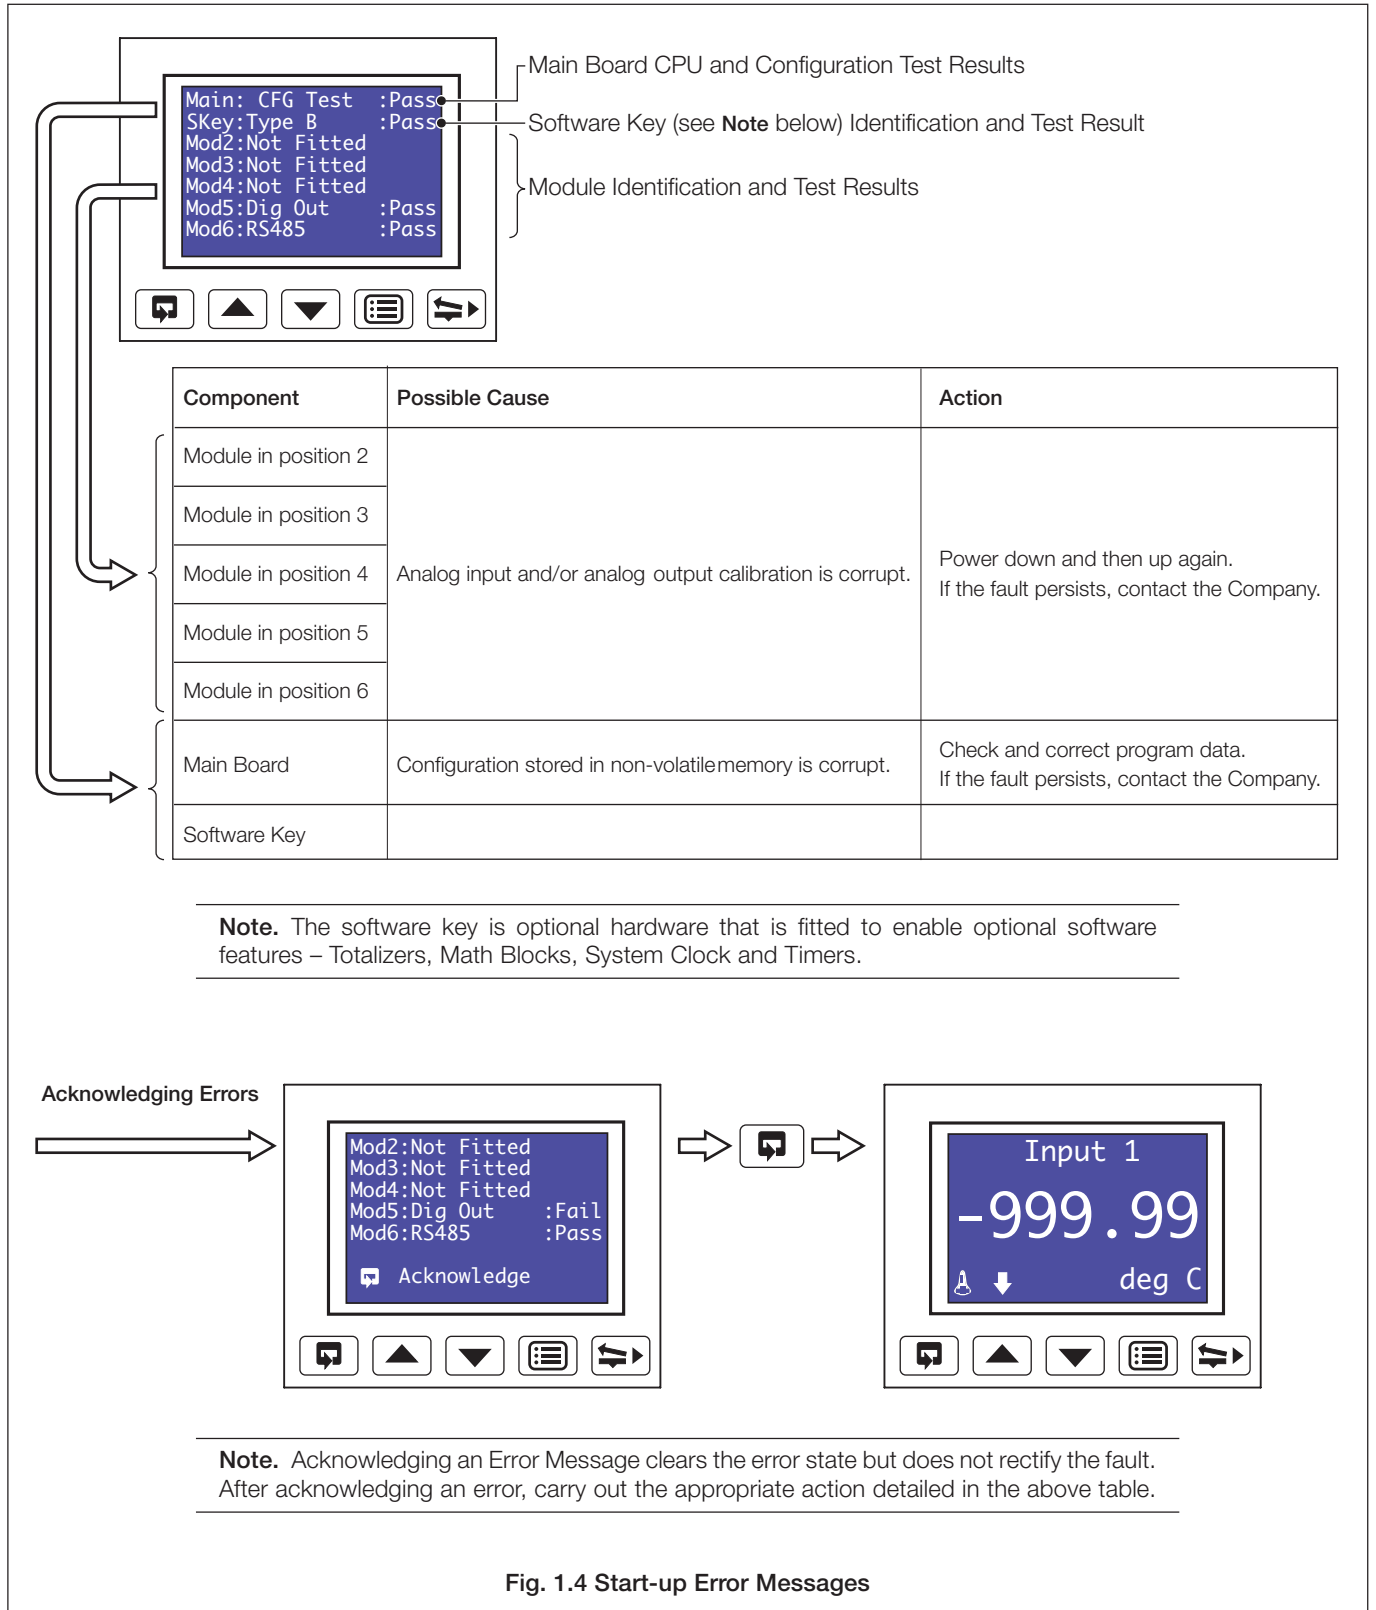 Main: CFG Test :Pass
SKey:Type B :Pass
Mod2:Not Fitted
Mod3:Not Fitted
Mod4:Not Fitted
Mod5:Dig Out :Pass
Mod6:RS485 :Pass
Main Board CPU and Configuration Test Results
Software Key (see Note below) Identification and Test Result
Module Identification and Test Results
Component Possible Cause Action
Module in position 2
Module in position 3
Module in position 4
Module in position 5
Module in position 6
Analog input and/or analog output calibration is corrupt.
Power down and then up again.
If the fault persists, contact the Company.
Main Board
Configuration stored in non-volatilememory is corrupt.
Check and correct program data.
If the fault persists, contact the Company.
Software Key
Note. The software key is optional hardware that is fitted to enable optional software
features – Totalizers, Math Blocks, System Clock and Timers.
Acknowledging Errors
Mod2:Not Fitted
Mod3:Not Fitted
Mod4:Not Fitted
Mod5:Dig Out :Fail
Mod6:RS485 :Pass
Acknowledge
Input 1
-999.99
deg C
Note. Acknowledging an Error Message clears the error state but does not rectify the fault.
After acknowledging an error, carry out the appropriate action detailed in the above table.
Fig. 1.4 Start-up Error Messages